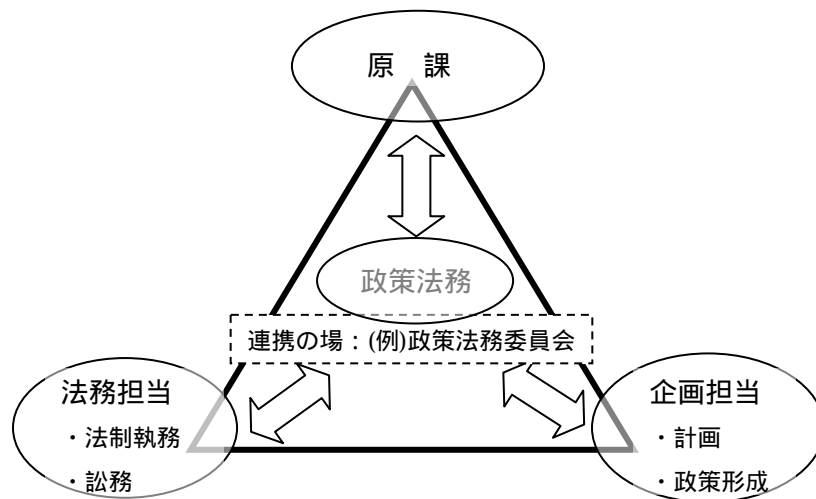 原　課
政策法務
連携の場：(例)政策法務委員会
法務担当
・法制執務
・訟務
企画担当
・計画
・政策形成